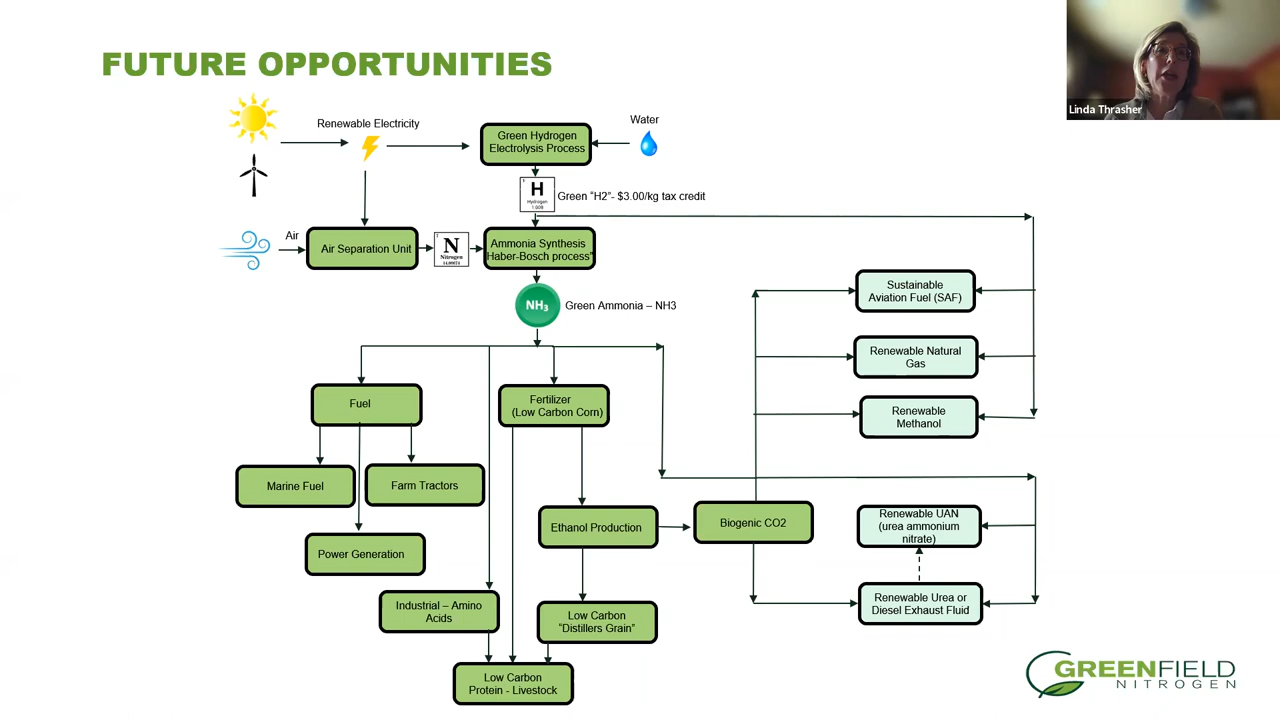 FUTURE OPPORTUNITIES
Linda Thrasher
Renewable Electricity
Green Hydrogen
Electrolysis Process
Water
1
H
Hydrogen
1.008
Green “H2”- $3.00/kg tax credit
Air
Air Separation Unit
7
N
Nitrogen
Ammonia Synthesis
Haber-Bosch process”
NH3
Green Ammonia – NH3
Sustainable
Aviation Fuel (SAF)
Renewable Natural
Gas
Renewable
Methanol
Fuel
Fertilizer
(Low Carbon Corn)
Marine Fuel
Farm Tractors
Power Generation
Ethanol Production
Biogenic CO2
Renewable UAN
(urea ammonium
nitrate)
Industrial – Amino
Acids
Low Carbon
“Distillers Grain”
Renewable Urea or
Diesel Exhaust Fluid
Low Carbon
Protein - Livestock
GREENFIELD
NITROGEN